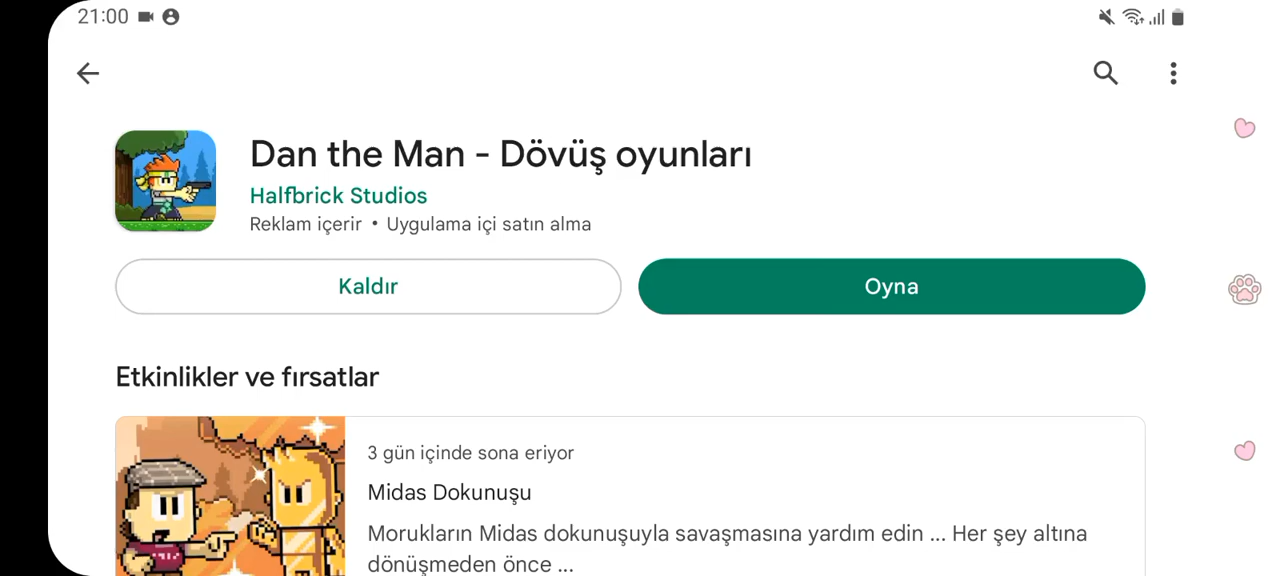 21:00
Dan the Man - Dövüş oyunları
Halfbrick Studios
Reklam içerir • Uygulama içi satın alma
Kaldır
Oyna
Etkinlikler ve fırsatlar
3 gün içinde sona eriyor
Midas Dokunuşu
Morukların Midas dokunuşuyla savaşmasına yardım edin ... Her şey altına
dönüşmeden önce ...